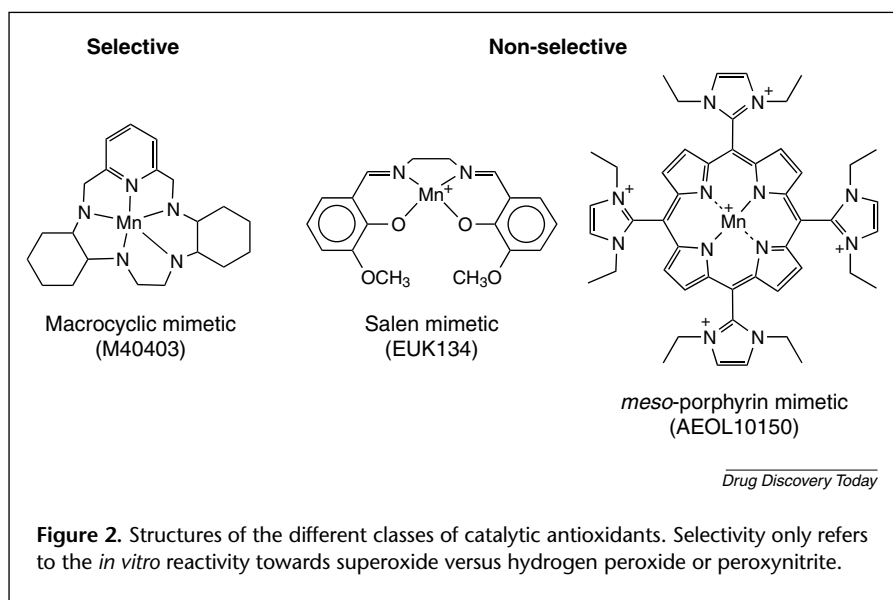 Selective
Non-selective
N
N
N
Mn
N
N
Macrocyclic mimetic
(M40403)
N
N
Mn+
O
O
OCH3
CH3O
Salen mimetic
(EUK134)
N
N
+
N
N
+
N
N
+
Mn
N
N
N
+
N
N
+
N
+
N
N
meso-porphyrin mimetic
(AEOL10150)
Drug Discovery Today
Figure 2. Structures of the different classes of catalytic antioxidants. Selectivity only refers
to the in vitro reactivity towards superoxide versus hydrogen peroxide or peroxynitrite.